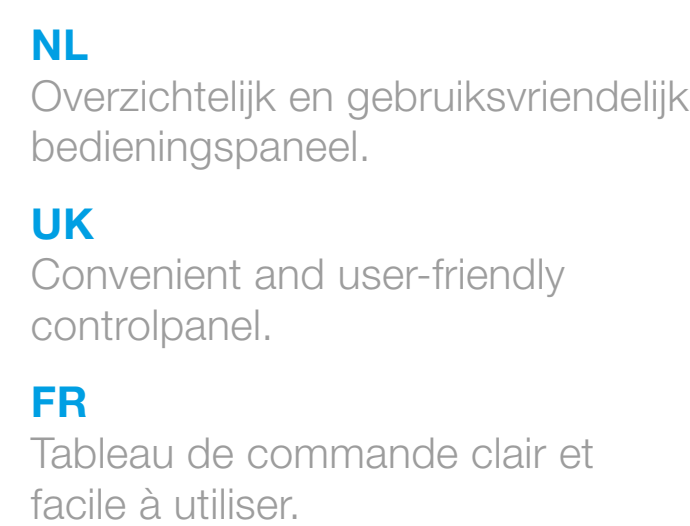 NL
Overzichtelijk en gebruiksvriendelijk
bedieningspaneel.
UK
Convenient and user-friendly
controlpanel.
FR
Tableau de commande clair et
facile à utiliser.